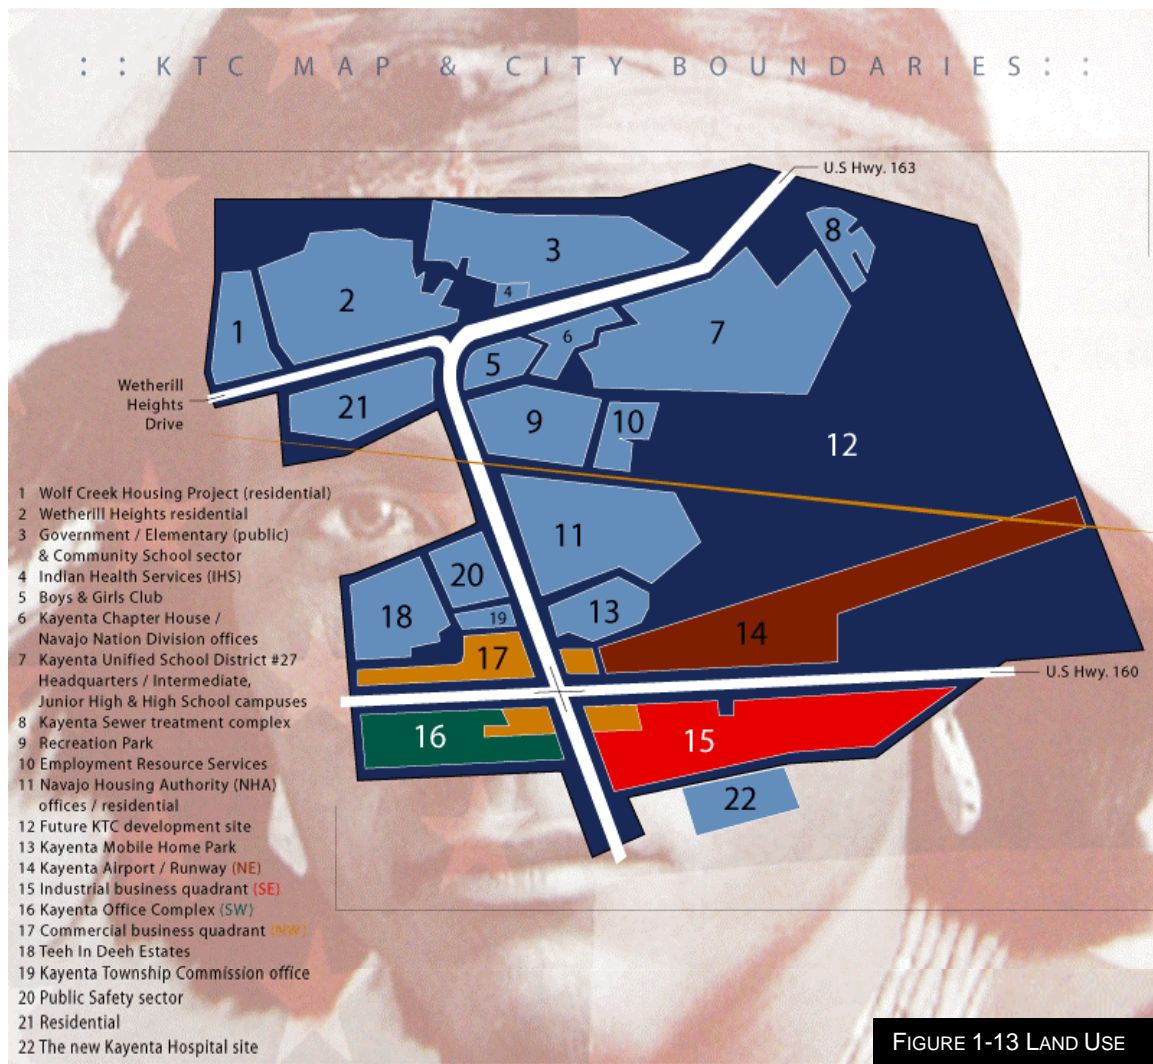 :: KTC MAP & CITY BOUNDARIES::
U.S Hwy. 163
8
3
4
2
6
7
1
5
Wetherill
Heights
Drive
21
9
10
12
11
20
13
18
19
14
17
U.S Hwy. 160
16
15
22
1 Wolf Creek Housing Project (residential)
2 Wetherill Heights residential
3 Government / Elementary (public)
& Community School sector
4 Indian Health Services (IHS)
5 Boys & Girls Club
6 Kayenta Chapter House /
Navajo Nation Division offices
7 Kayenta Unified School District #27
Headquarters / Intermediate,
Junior High & High School campuses
8 Kayenta Sewer treatment complex
9 Recreation Park
10 Employment Resource Services
11 Navajo Housing Authority (NHA)
offices / residential
12 Future KTC development site
13 Kayenta Mobile Home Park
14 Kayenta Airport / Runway (NE)
15 Industrial business quadrant (SE)
16 Kayenta Office Complex (SW)
17 Commercial business quadrant (NW)
18 Teeh In Deeh Estates
19 Kayenta Township Commission office
20 Public Safety sector
21 Residential
22 The new Kayenta Hospital site
FIGURE 1-13 LAND USE